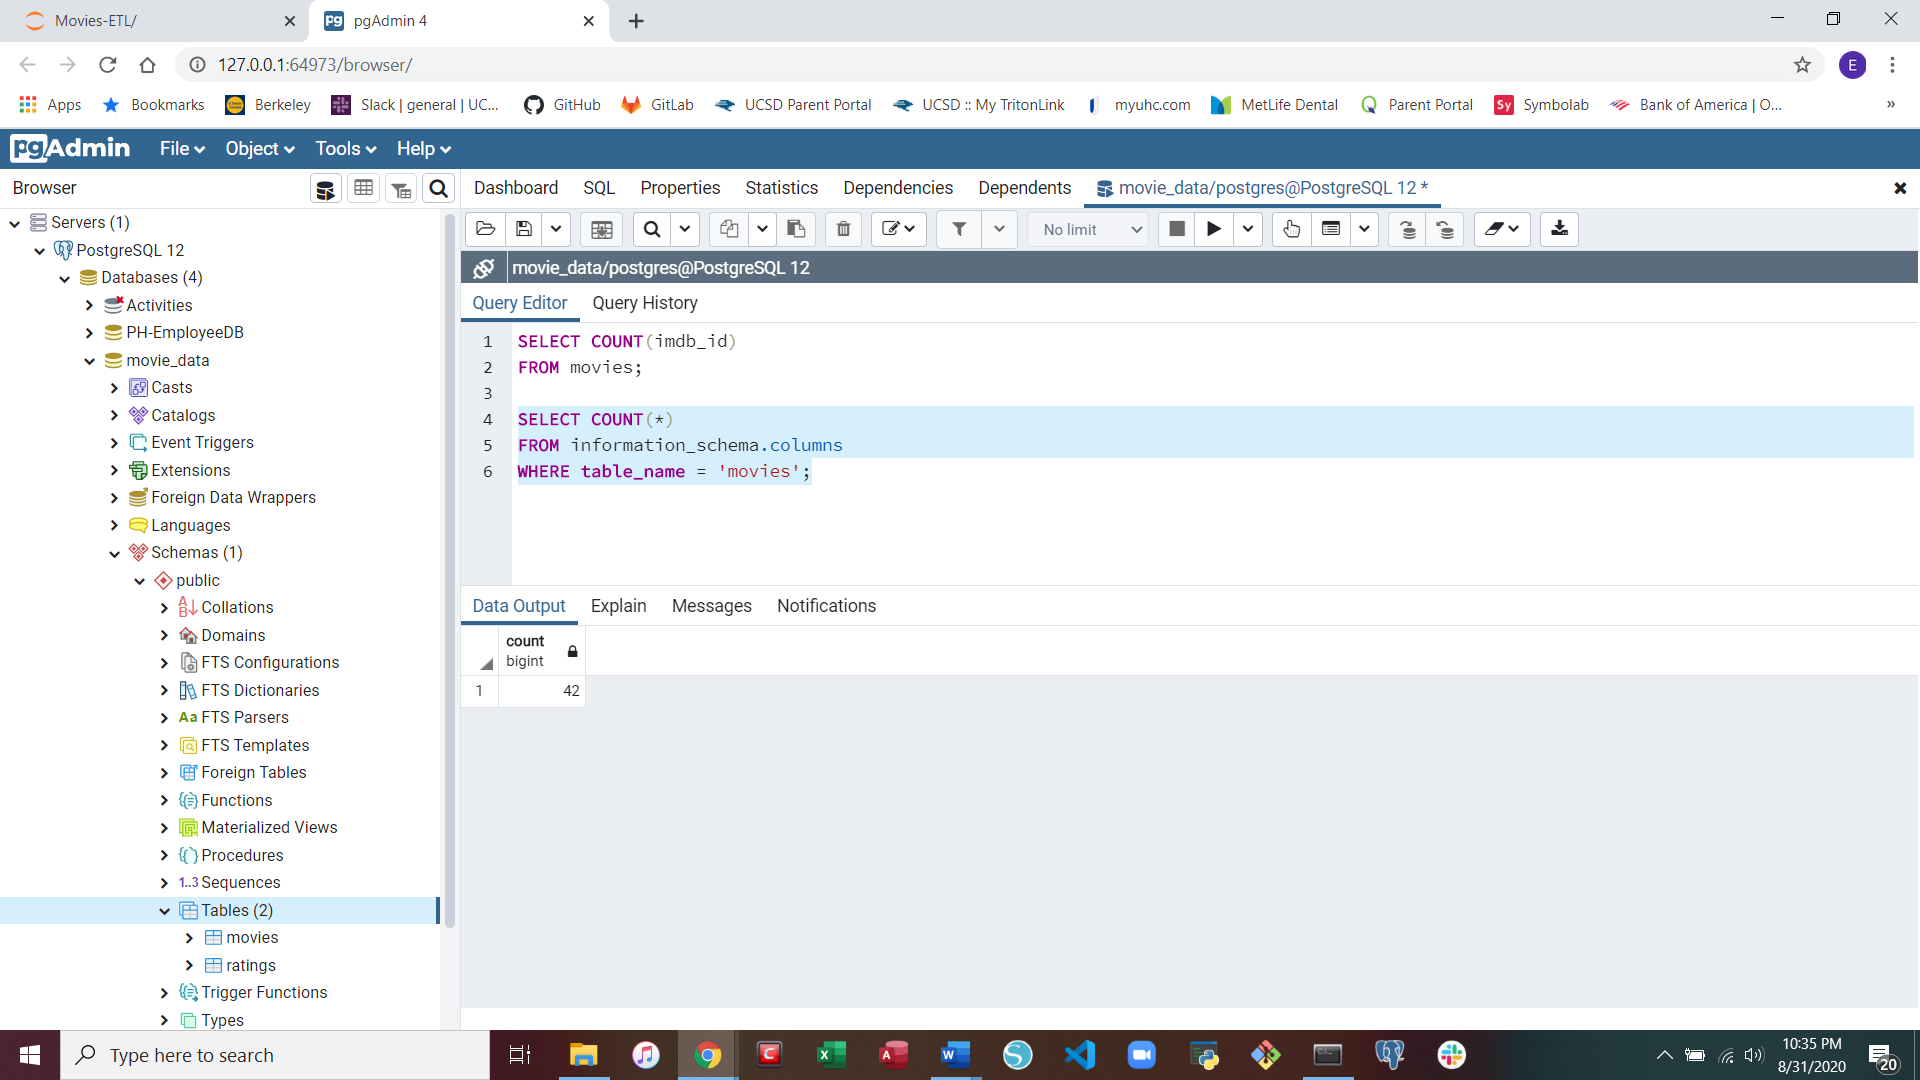 Movies-ETL/
pgAdmin 4
127.0.0.1:64973/browser/
E
Apps
Bookmarks
Berkeley
Slack | general | UC...
GitHub
GitLab
UCSD Parent Portal
UCSD :: My TritonLink
myuhc.com
MetLife Dental
Parent Portal
Sy Symbolab
Bank of America | O...
»
pgAdmin
File
Object
Tools
Help
Browser
Dashboard
SQL
Properties
Statistics
Dependencies
Dependents
movie_data/postgres@PostgreSQL 12 *
No limit
movie_data/postgres@PostgreSQL 12
Query Editor
Query History
Servers (1)
PostgreSQL 12
Databases (4)
Activities
PH-EmployeeDB
movie_data
Casts
Catalogs
Event Triggers
Extensions
Foreign Data Wrappers
Languages
Schemas (1)
public
Collations
Domains
FTS Configurations
FTS Dictionaries
Aa FTS Parsers
FTS Templates
Foreign Tables
Functions
Materialized Views
Procedures
1..3 Sequences
Tables (2)
movies
ratings
Trigger Functions
Types
1 SELECT COUNT(imdb_id)
2 FROM movies;
3
4 SELECT COUNT(*)
5 FROM information_schema.columns
6 WHERE table_name = 'movies';
Data Output
Explain
Messages
Notifications
count
bigint
1 42
Type here to search
10:35 PM
8/31/2020
20